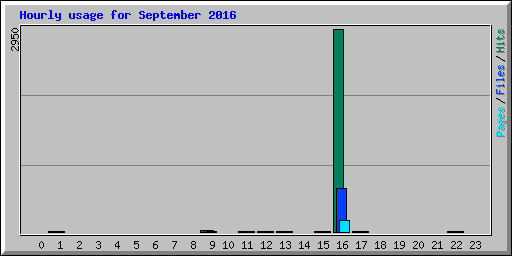 Hourly usage for September 2016
2950
Pages/Files/Hits
0 1 2 3 4 5 6 7 8 9 10 11 12 13 14 15 16 17 18 19 20 21 22 23